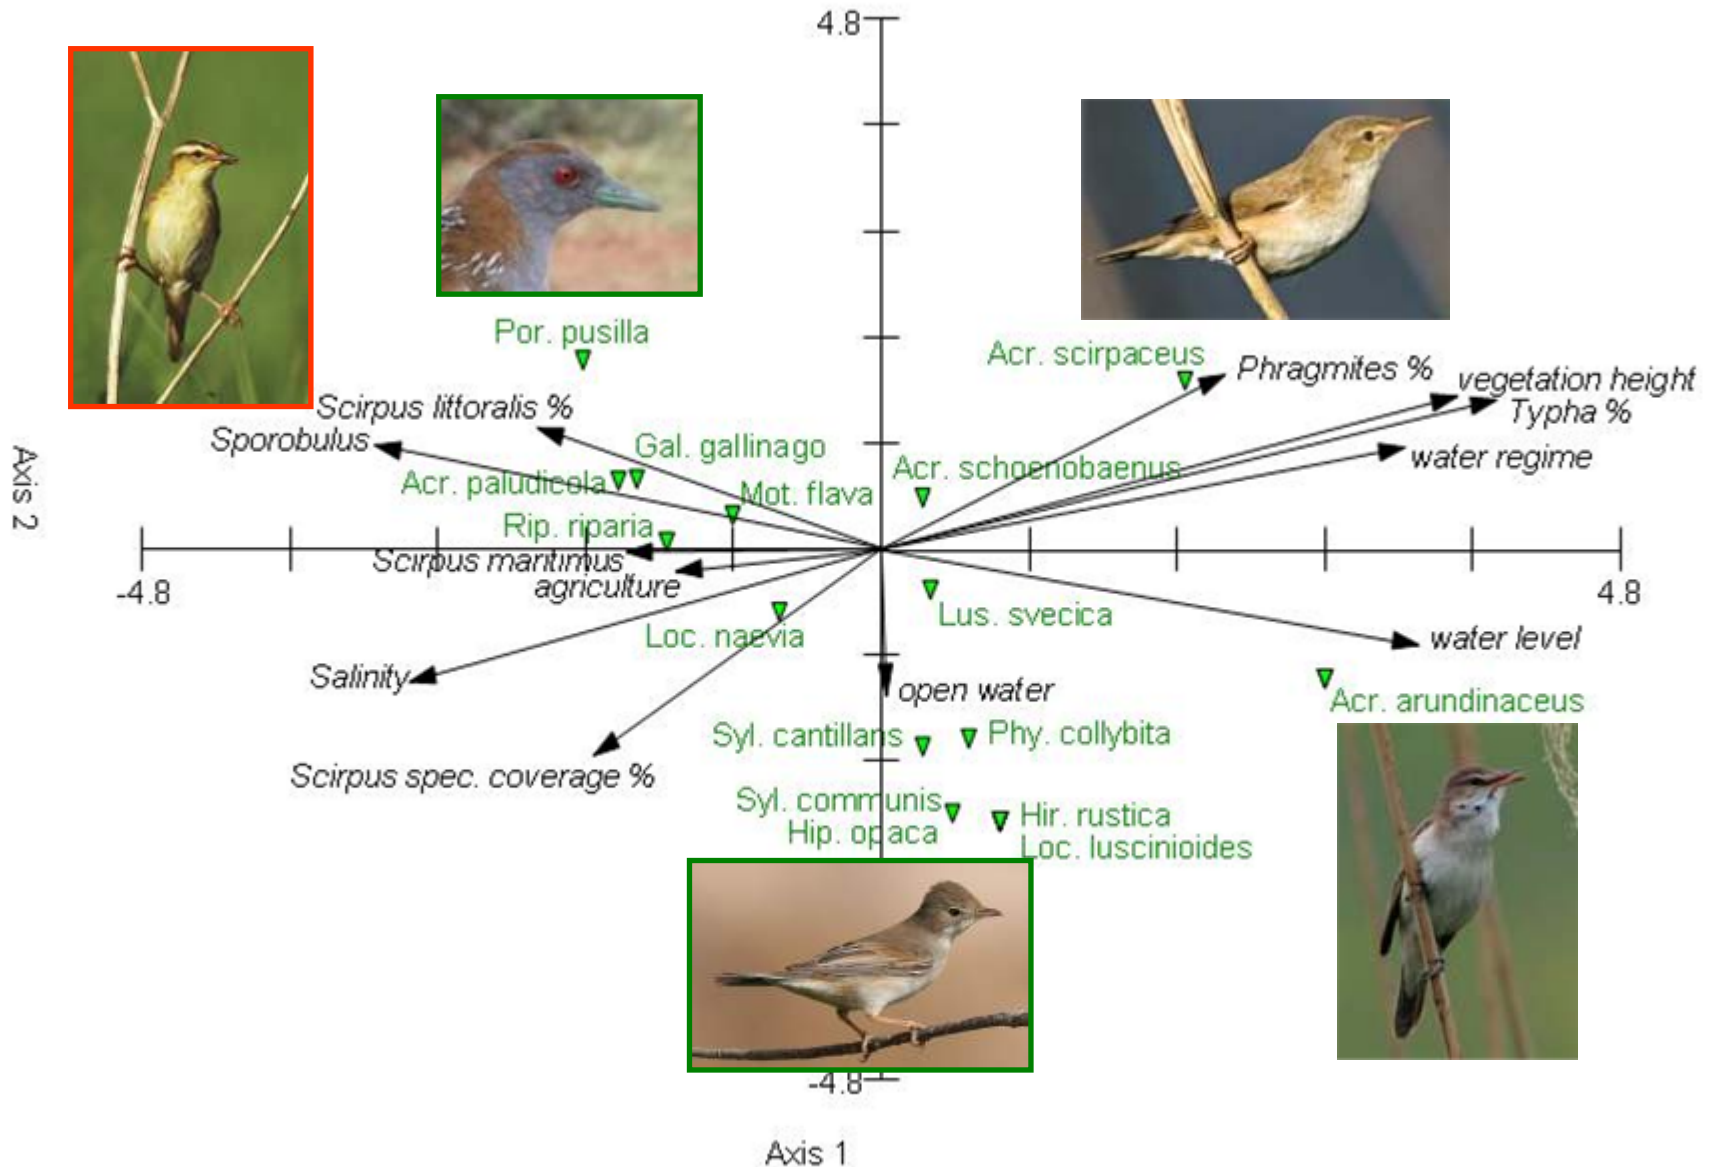 4.8
Por. pusilla
Acr. scirpaceus
Phragmites %
vegetation height
Scirpus littoralis %
Typha %
Sporobulus
Gal. gallinago
water regime
Acr. schoenobaenus
Acr. paludicola
Mot. flava
Axis 2
Rip. riparia
Scirpus maritimus
agriculture
-4.8
4.8
Lus. svecica
Loc. naevia
water level
Salinity
open water
Acr. arundinaceus
Syl. cantillans
Phy. collybita
Scirpus spec. coverage %
Syl. communis
Hir. rustica
Hip. opaca
Loc. luscinioides
-4.8
Axis 1